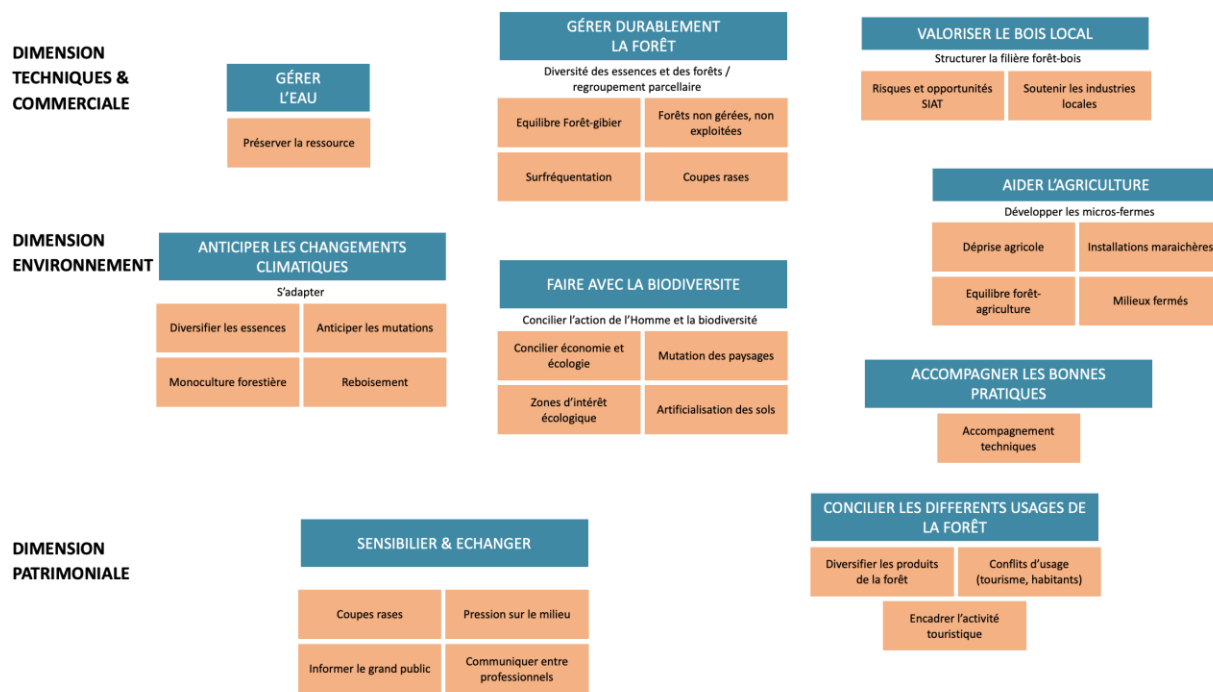 DIMENSION
TECHNIQUES &
COMMERCIALE
GÉRER
L'EAU
Préserver la ressource
GÉRER DURABLEMENT
LA FORÊT
Diversité des essences et des forêts /
regroupement parcellaire
Equilibre Forêt-gibier
Forêts non gérées, non
exploitées
Surfréquentation
Coupes rases
VALORISER LE BOIS LOCAL
Structurer la filière forêt-bois
Risques et opportunités
SIAT
Soutenir les industries
locales
AIDER L'AGRICULTURE
Développer les micros-fermes
Déprise agricole
Installations maraichères
Equilibre forêt-
agriculture
Milieux fermés
DIMENSION
ENVIRONNEMENT
ANTICIPER LES CHANGEMENTS
CLIMATIQUES
S'adapter
Diversifier les essences
Anticiper les mutations
Monoculture forestière
Reboisement
FAIRE AVEC LA BIODIVERSITE
Concilier l'action de l'Homme et la biodiversité
Concilier économie et
écologie
Mutation des paysages
Zones d'intérêt
écologique
Artificialisation des sols
ACCOMPAGNER LES BONNES
PRATIQUES
Accompagnement
techniques
DIMENSION
PATRIMONIALE
SENSIBILIER & ECHANGER
Coupes rases
Pression sur le milieu
Informer le grand public
Communiquer entre
professionnels
CONCILIER LES DIFFERENTS USAGES DE
LA FORÊT
Diversifier les produits
de la forêt
Conflits d'usage
(tourisme, habitants)
Encadrer l'activité
touristique